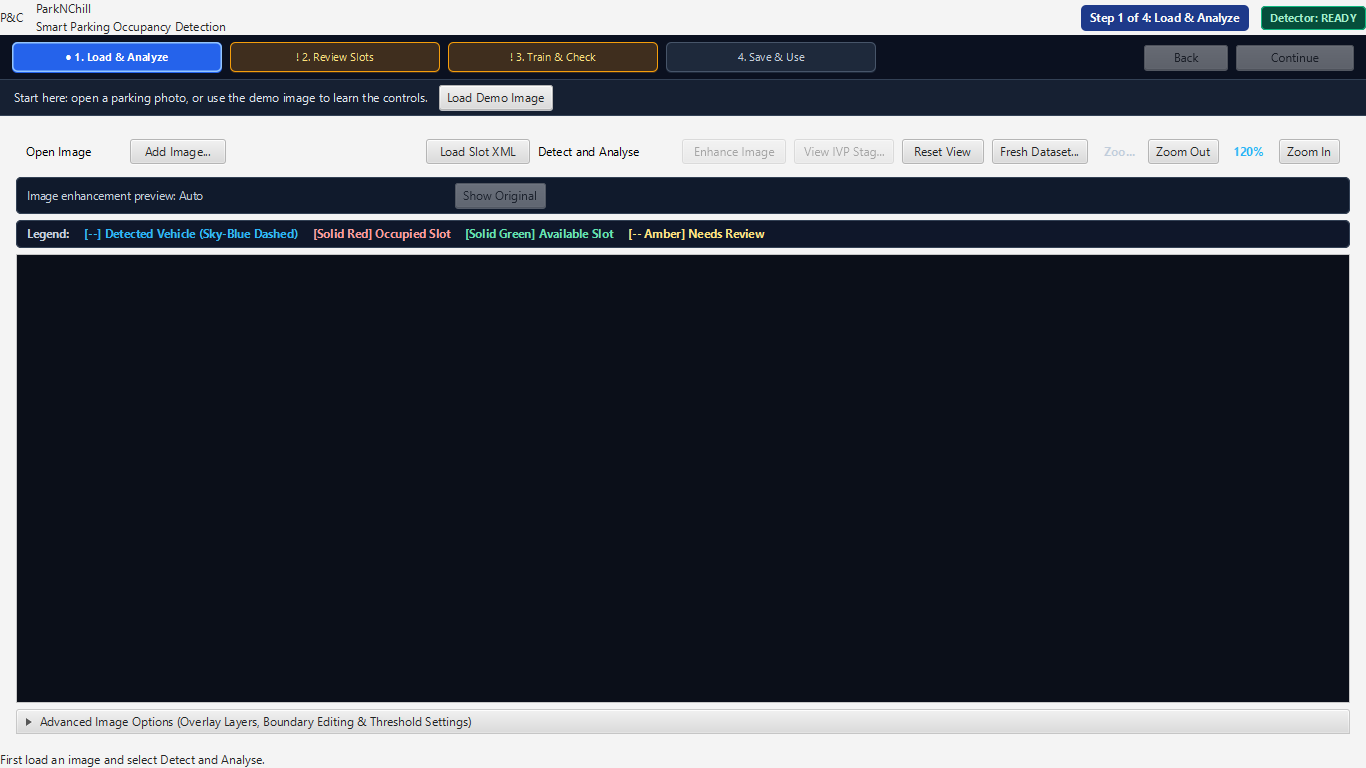 P&C
ParkNChill
Smart Parking Occupancy Detection
Step 1 of 4: Load & Analyze
Detector: READY
● 1. Load & Analyze
! 2. Review Slots
! 3. Train & Check
4. Save & Use
Back
Continue
Start here: open a parking photo, or use the demo image to learn the controls.
Load Demo Image
Open Image
Add Image...
Load Slot XML
Detect and Analyse
Enhance Image
View IVP Stag...
Reset View
Fresh Dataset...
Zoo...
Zoom Out
120%
Zoom In
Image enhancement preview: Auto
Show Original
Legend:
[--] Detected Vehicle (Sky-Blue Dashed)
[Solid Red] Occupied Slot
[Solid Green] Available Slot
[-- Amber] Needs Review
Advanced Image Options (Overlay Layers, Boundary Editing & Threshold Settings)
First load an image and select Detect and Analyse.